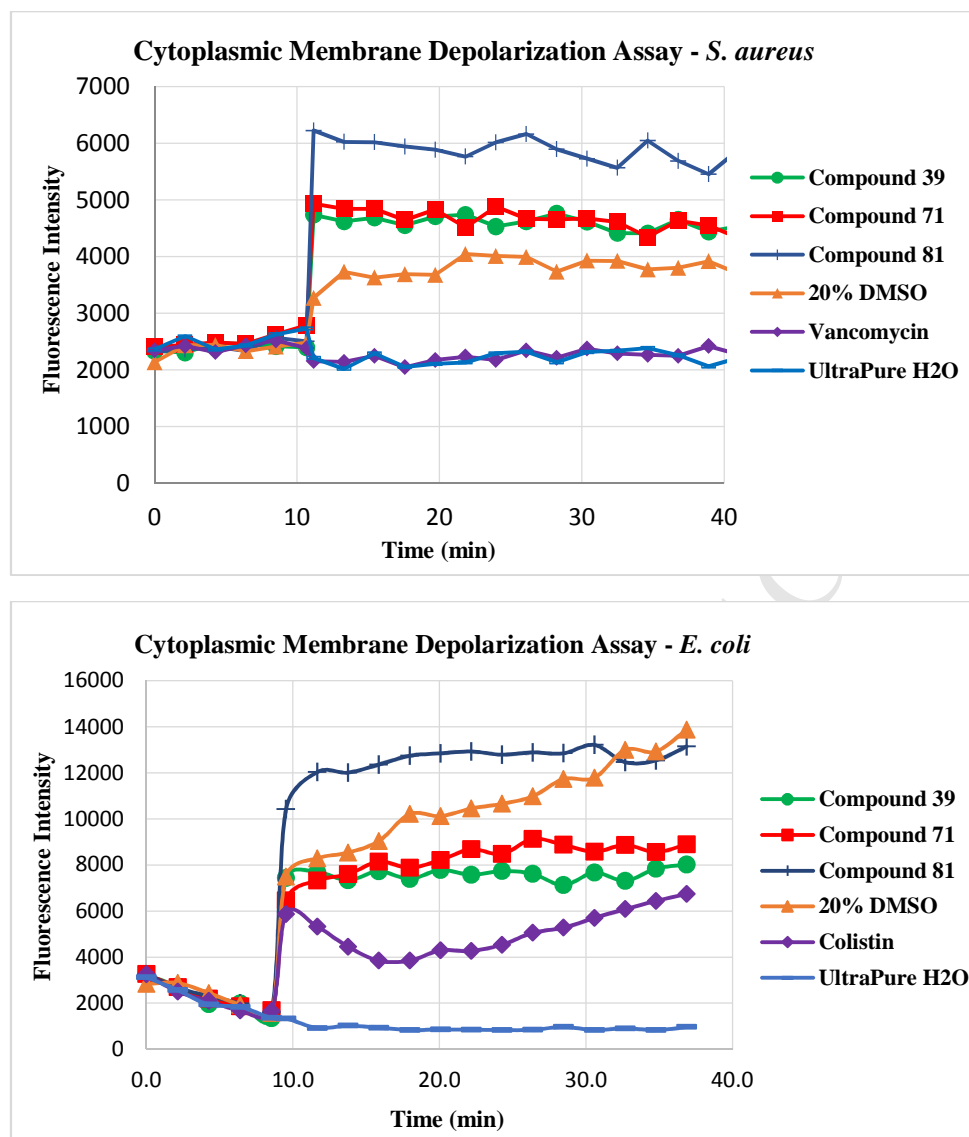 Cytoplasmic Membrane Depolarization Assay - S. aureus
7000
6000
5000
4000
3000
2000
1000
0
Fluorescence Intensity
0 10 20 30 40
Time (min)
Compound 39
Compound 71
Compound 81
20% DMSO
Vancomycin
UltraPure H2O
Cytoplasmic Membrane Depolarization Assay - E. coli
16000
14000
12000
10000
8000
6000
4000
2000
0
Fluorescence Intensity
0.0 10.0 20.0 30.0 40.0
Time (min)
Compound 39
Compound 71
Compound 81
20% DMSO
Colistin
UltraPure H2O